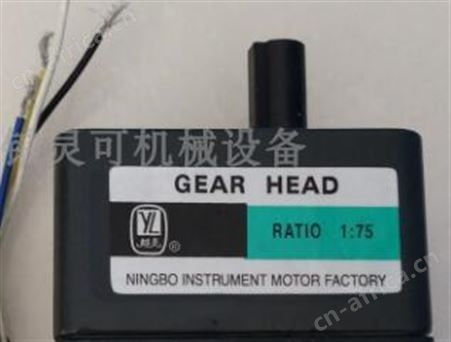 灵可机械设备
GEAR HEAD
YL
®
RATIO 1:75
NINGBO INSTRUMENT MOTOR FACTORY